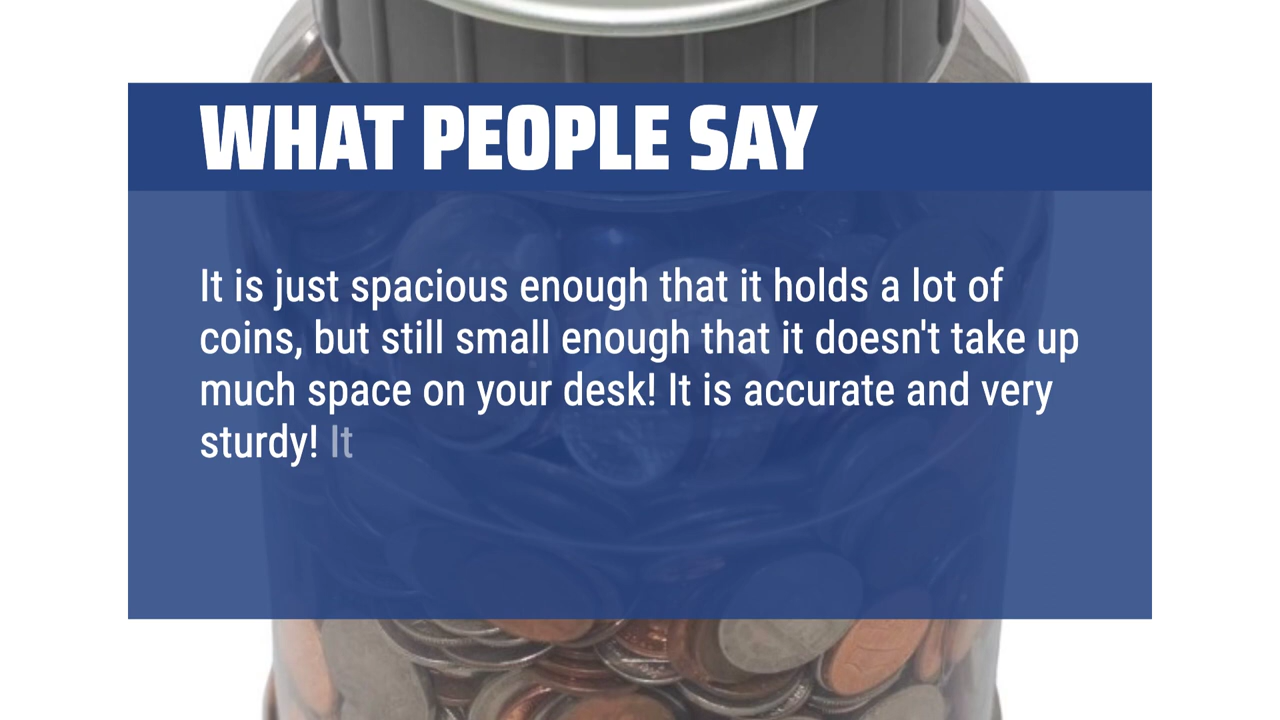 WHAT PEOPLE SAY
It is just spacious enough that it holds a lot of
coins, but still small enough that it doesn't take up
much space on your desk! It is accurate and very
sturdy! It